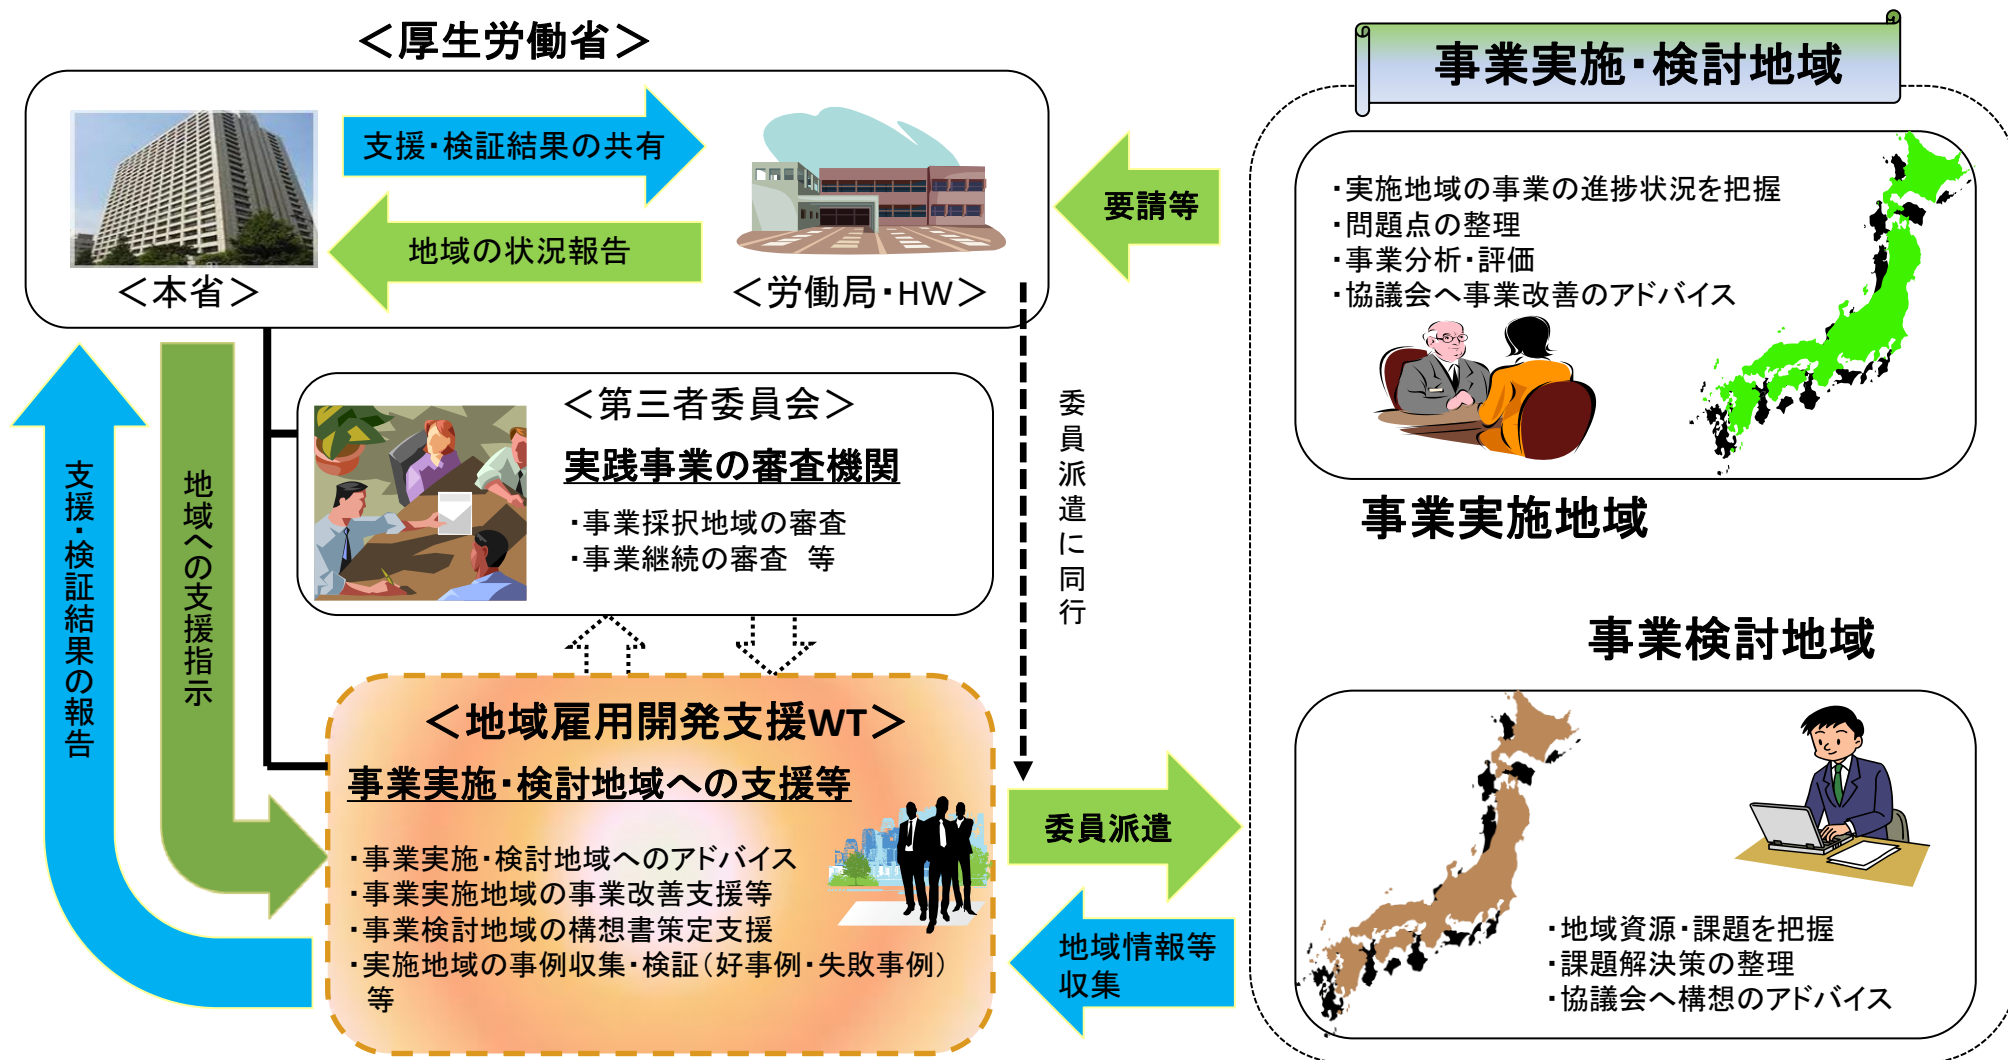 ＜厚生労働省＞
支援・検証結果の共有
地域の状況報告
＜本省＞
＜労働局・HW＞
要請等
支援・検証結果の報告
地域への支援指示
＜第三者委員会＞
実践事業の審査機関
・事業採択地域の審査
・事業継続の審査　等
委員派遣に同行
＜地域雇用開発支援WT＞
事業実施・検討地域への支援等
・事業実施・検討地域へのアドバイス
・事業実施地域の事業改善支援等
・事業検討地域の構想書策定支援
・実施地域の事例収集・検証（好事例・失敗事例）
等
委員派遣
地域情報等
収集
事業実施・検討地域
・実施地域の事業の進捗状況を把握
・問題点の整理
・事業分析・評価
・協議会へ事業改善のアドバイス
事業実施地域
事業検討地域
・地域資源・課題を把握
・課題解決策の整理
・協議会へ構想のアドバイス